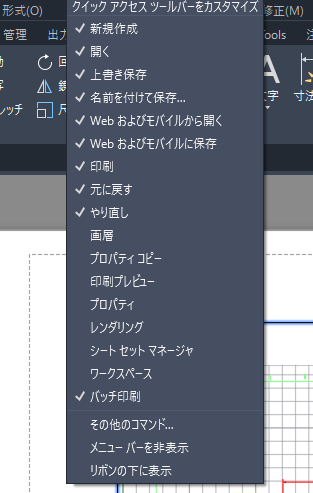 クイック アクセス ツールバーをカスタマイズ
形式(O)
修正(M)
管理
Tools
✓ 新規作成
✓ 開く
✓ 上書き保存
✓ 名前を付けて保存...
✓ Web およびモバイルから開く
✓ Web およびモバイルに保存
✓ 印刷
✓ 元に戻す
✓ やり直し
画層
プロパティ コピー
印刷プレビュー
プロパティ
レンダリング
シート セット マネージャ
ワークスペース
✓ バッチ印刷
その他のコマンド...
メニュー バーを非表示
リボンの下に表示
回
鏡
レッチ
尺
A
文字
寸法